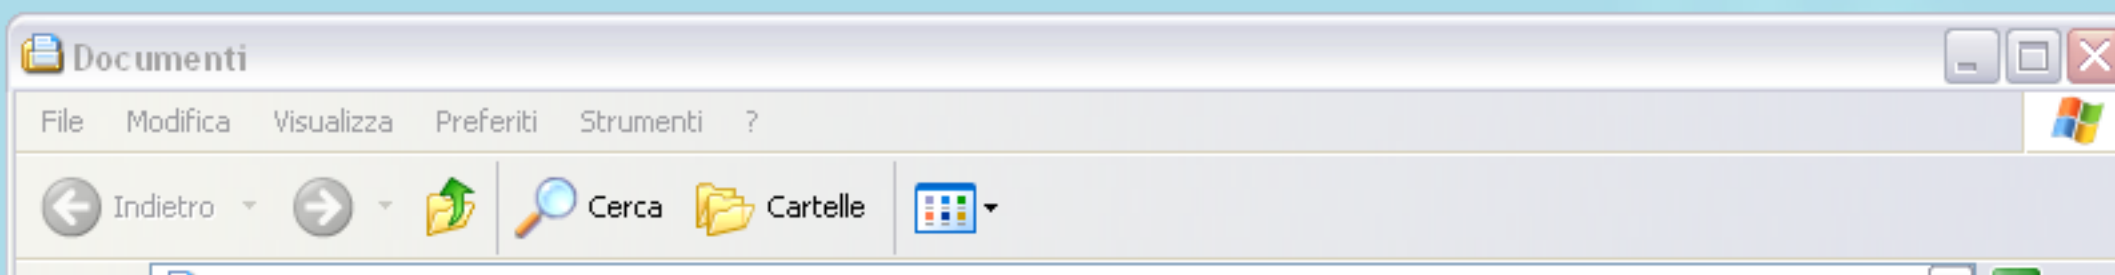 Documenti
File Modifica Visualizza Preferiti Strumenti ?
Indietro Cerca Cartelle